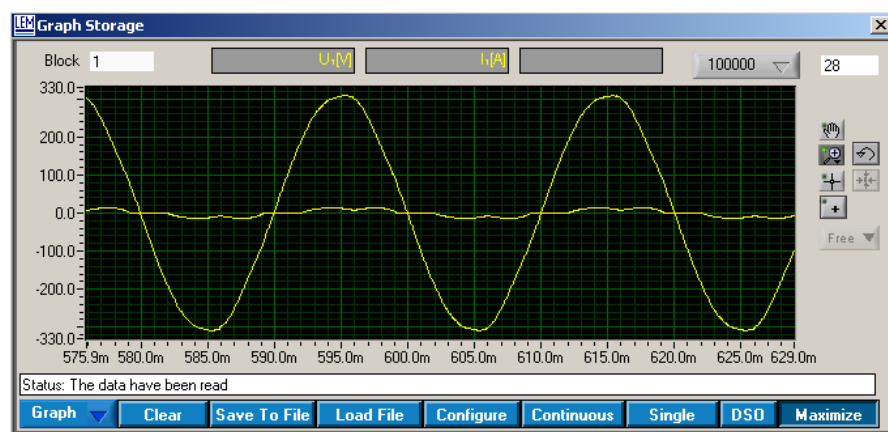 LEM Graph Storage
Block 1 U₁[V] I₁[A] 100000 28
330.0
200.0
100.0
0.0
-100.0
-200.0
-330.0
Free
575.9m 580.0m 585.0m 590.0m 595.0m 600.0m 605.0m 610.0m 615.0m 620.0m 625.0m 629.0m
Status: The data have been read
Graph Clear Save To File Load File Configure Continuous Single DSO Maximize